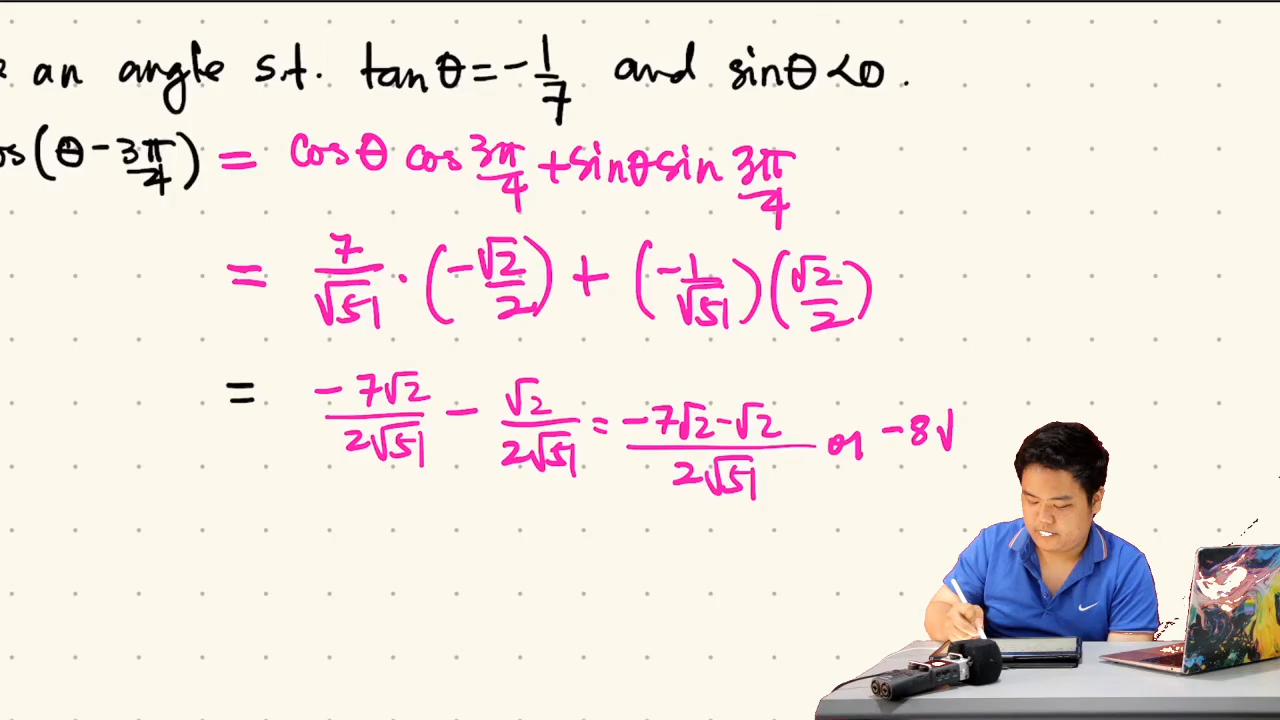 an angle s.t. tanθ = -1/7 and sinθ<0.
os(θ - 3π/4) = cosθ cos 3π/4 + sinθ sin 3π/4
= 7/√51 · (-√2/2) + (-1/√51)(√2/2)
= -7√2/2√51 - √2/2√51 = -7√2-√2/2√51 or -8√